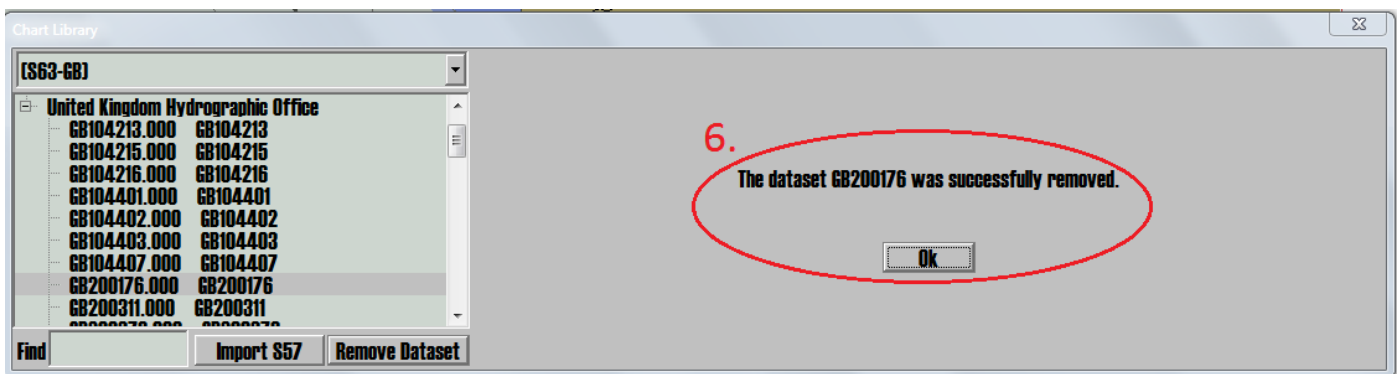 Chart Library
(S63-GB)
United Kingdom Hydrographic Office
GB104213.000 GB104213
GB104215.000 GB104215
GB104216.000 GB104216
GB104401.000 GB104401
GB104402.000 GB104402
GB104403.000 GB104403
GB104407.000 GB104407
GB200176.000 GB200176
GB200311.000 GB200311
Find
Import S57
Remove Dataset
6.
The dataset GB200176 was successfully removed.
Ok